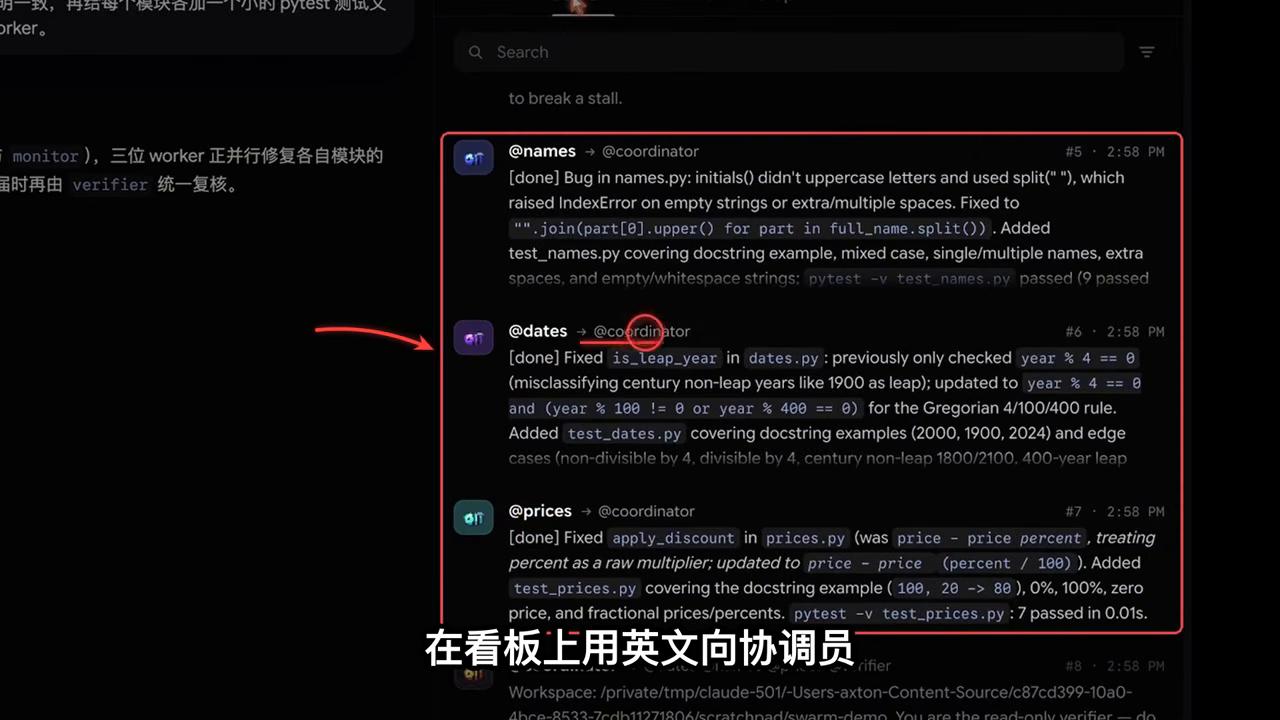 明一致，再给每个模块各加一个小的 pytest 测试文
orker。
monitor ），三位 worker 正并行修复各自模块的
届时再由 verifier 统一复核。
Search
to break a stall.
@names → @coordinator
#5 · 2:58 PM
[done] Bug in names.py: initials() didn't uppercase letters and used split(" "), which
raised IndexError on empty strings or extra/multiple spaces. Fixed to
"".join(part[0].upper() for part in full_name.split()) . Added
test_names.py covering docstring example, mixed case, single/multiple names, extra
spaces, and empty/whitespace strings; pytest -v test_names.py passed (9 passed
@dates → @coordinator
#6 · 2:58 PM
[done] Fixed is_leap_year in dates.py : previously only checked year % 4 == 0
(misclassifying century non-leap years like 1900 as leap); updated to year % 4 == 0
and (year % 100 != 0 or year % 400 == 0) for the Gregorian 4/100/400 rule.
Added test_dates.py covering docstring examples (2000, 1900, 2024) and edge
cases (non-divisible by 4, divisible by 4, century non-leap 1800/2100, 400-year leap
@prices → @coordinator
#7 · 2:58 PM
[done] Fixed apply_discount in prices.py (was price - price percent , treating
percent as a raw multiplier; updated to price - price (percent / 100) ). Added
test_prices.py covering the docstring example ( 100, 20 -> 80 ), 0%, 100%, zero
price, and fractional prices/percents. pytest -v test_prices.py : 7 passed in 0.01s.
在看板上用英文向协调员
#8 · 2:58 PM
Workspace: /private/tmp/claude-501/-Users-axton-Content-Source/c87cd399-10a0-
4bce-8533-7cdb11271806/scratchpad/swarm-demo. You are the read-only verifier — do